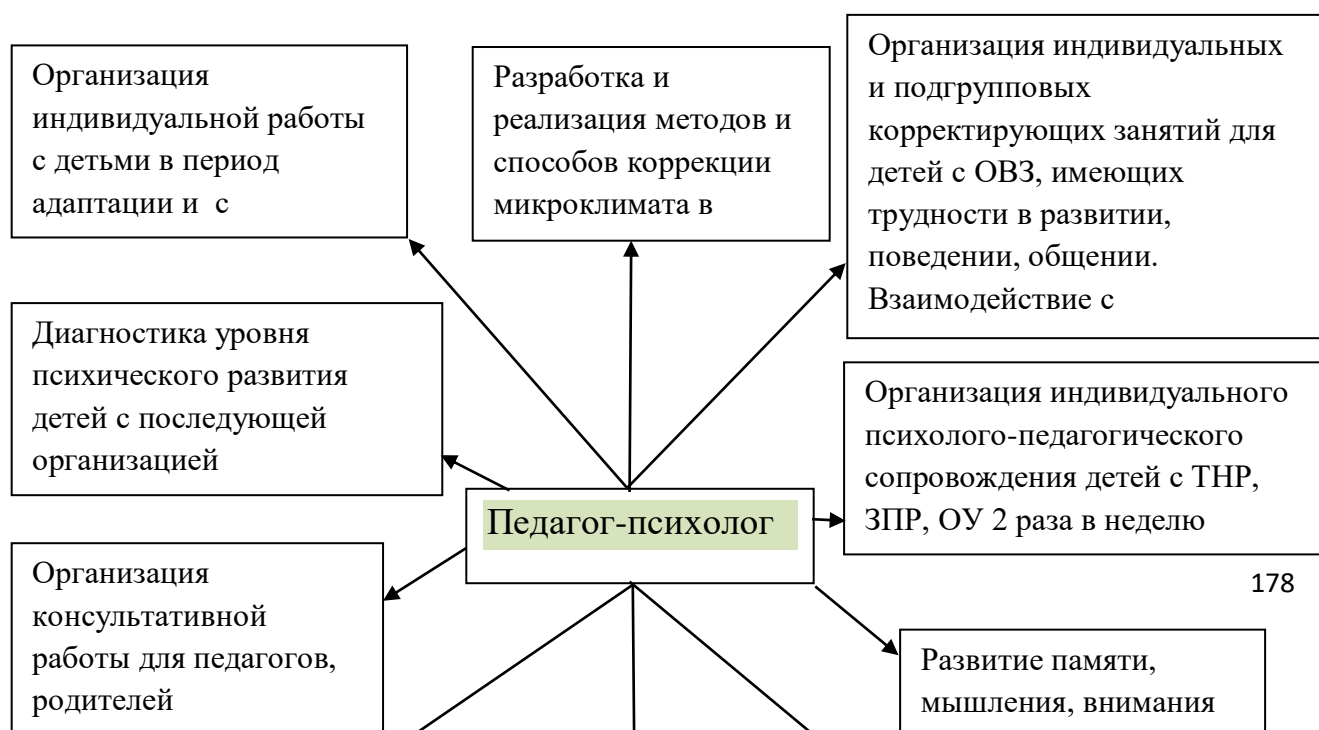 Организация
индивидуальной работы
с детьми в период
адаптации и с
Разработка и
реализация методов и
способов коррекции
микроклимата в
Организация индивидуальных
и подгрупповых
корректирующих занятий для
детей с ОВЗ, имеющих
трудности в развитии,
поведении, общении.
Взаимодействие с
Диагностика уровня
психического развития
детей с последующей
организацией
Организация индивидуального
психолого-педагогического
сопровождения детей с ТНР,
ЗПР, ОУ 2 раза в неделю
Педагог-психолог
Организация
консультативной
работы для педагогов,
родителей
178
Развитие памяти,
мышления, внимания